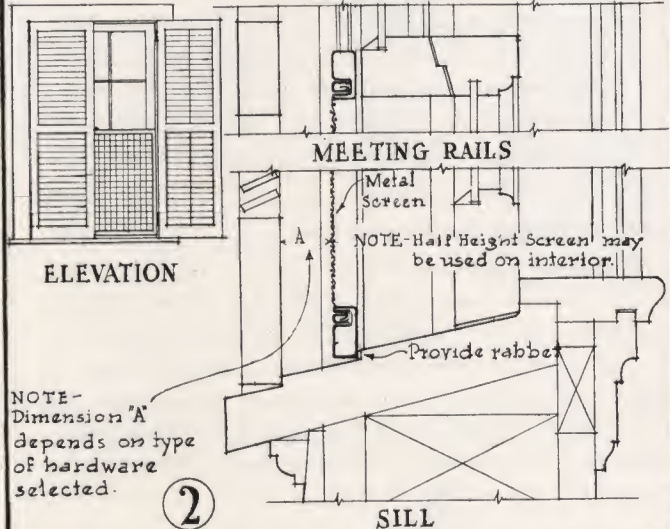 MEETING RAILS
Metal
Screen
A
NOTE-Half Height Screen may
be used on interior.
ELEVATION
Provide rabbet
NOTE-
Dimension "A"
depends on type
of hardware
selected.
2
SILL